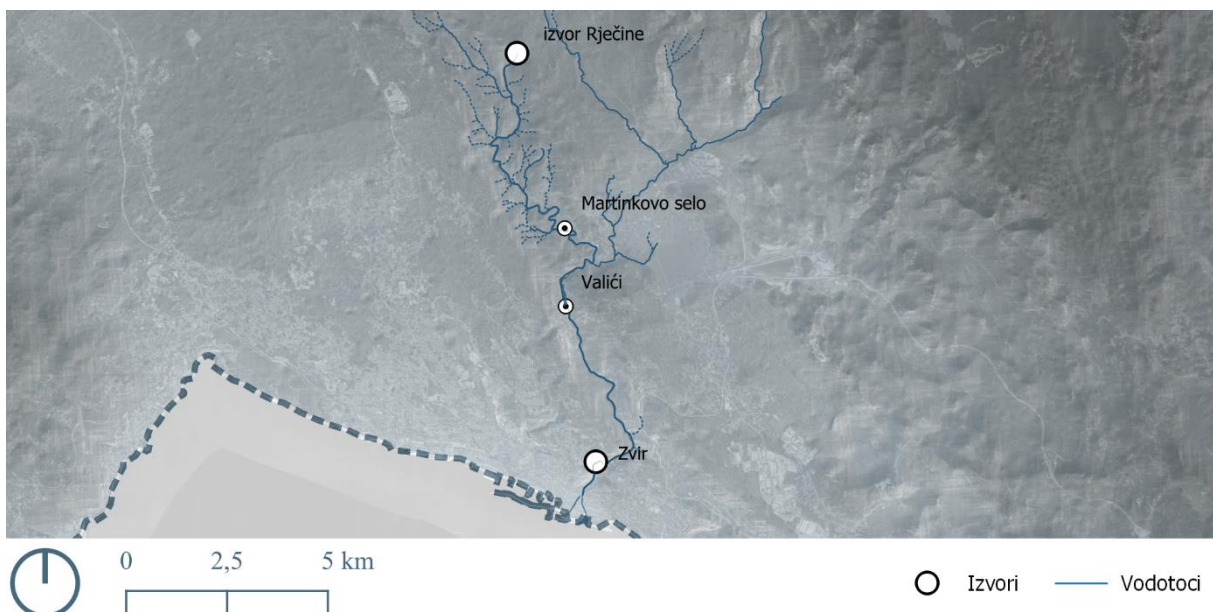 izvor Rječine
Martinkovo selo
Valići
Zvir
0 2,5 5 km
Izvori Vodotoci